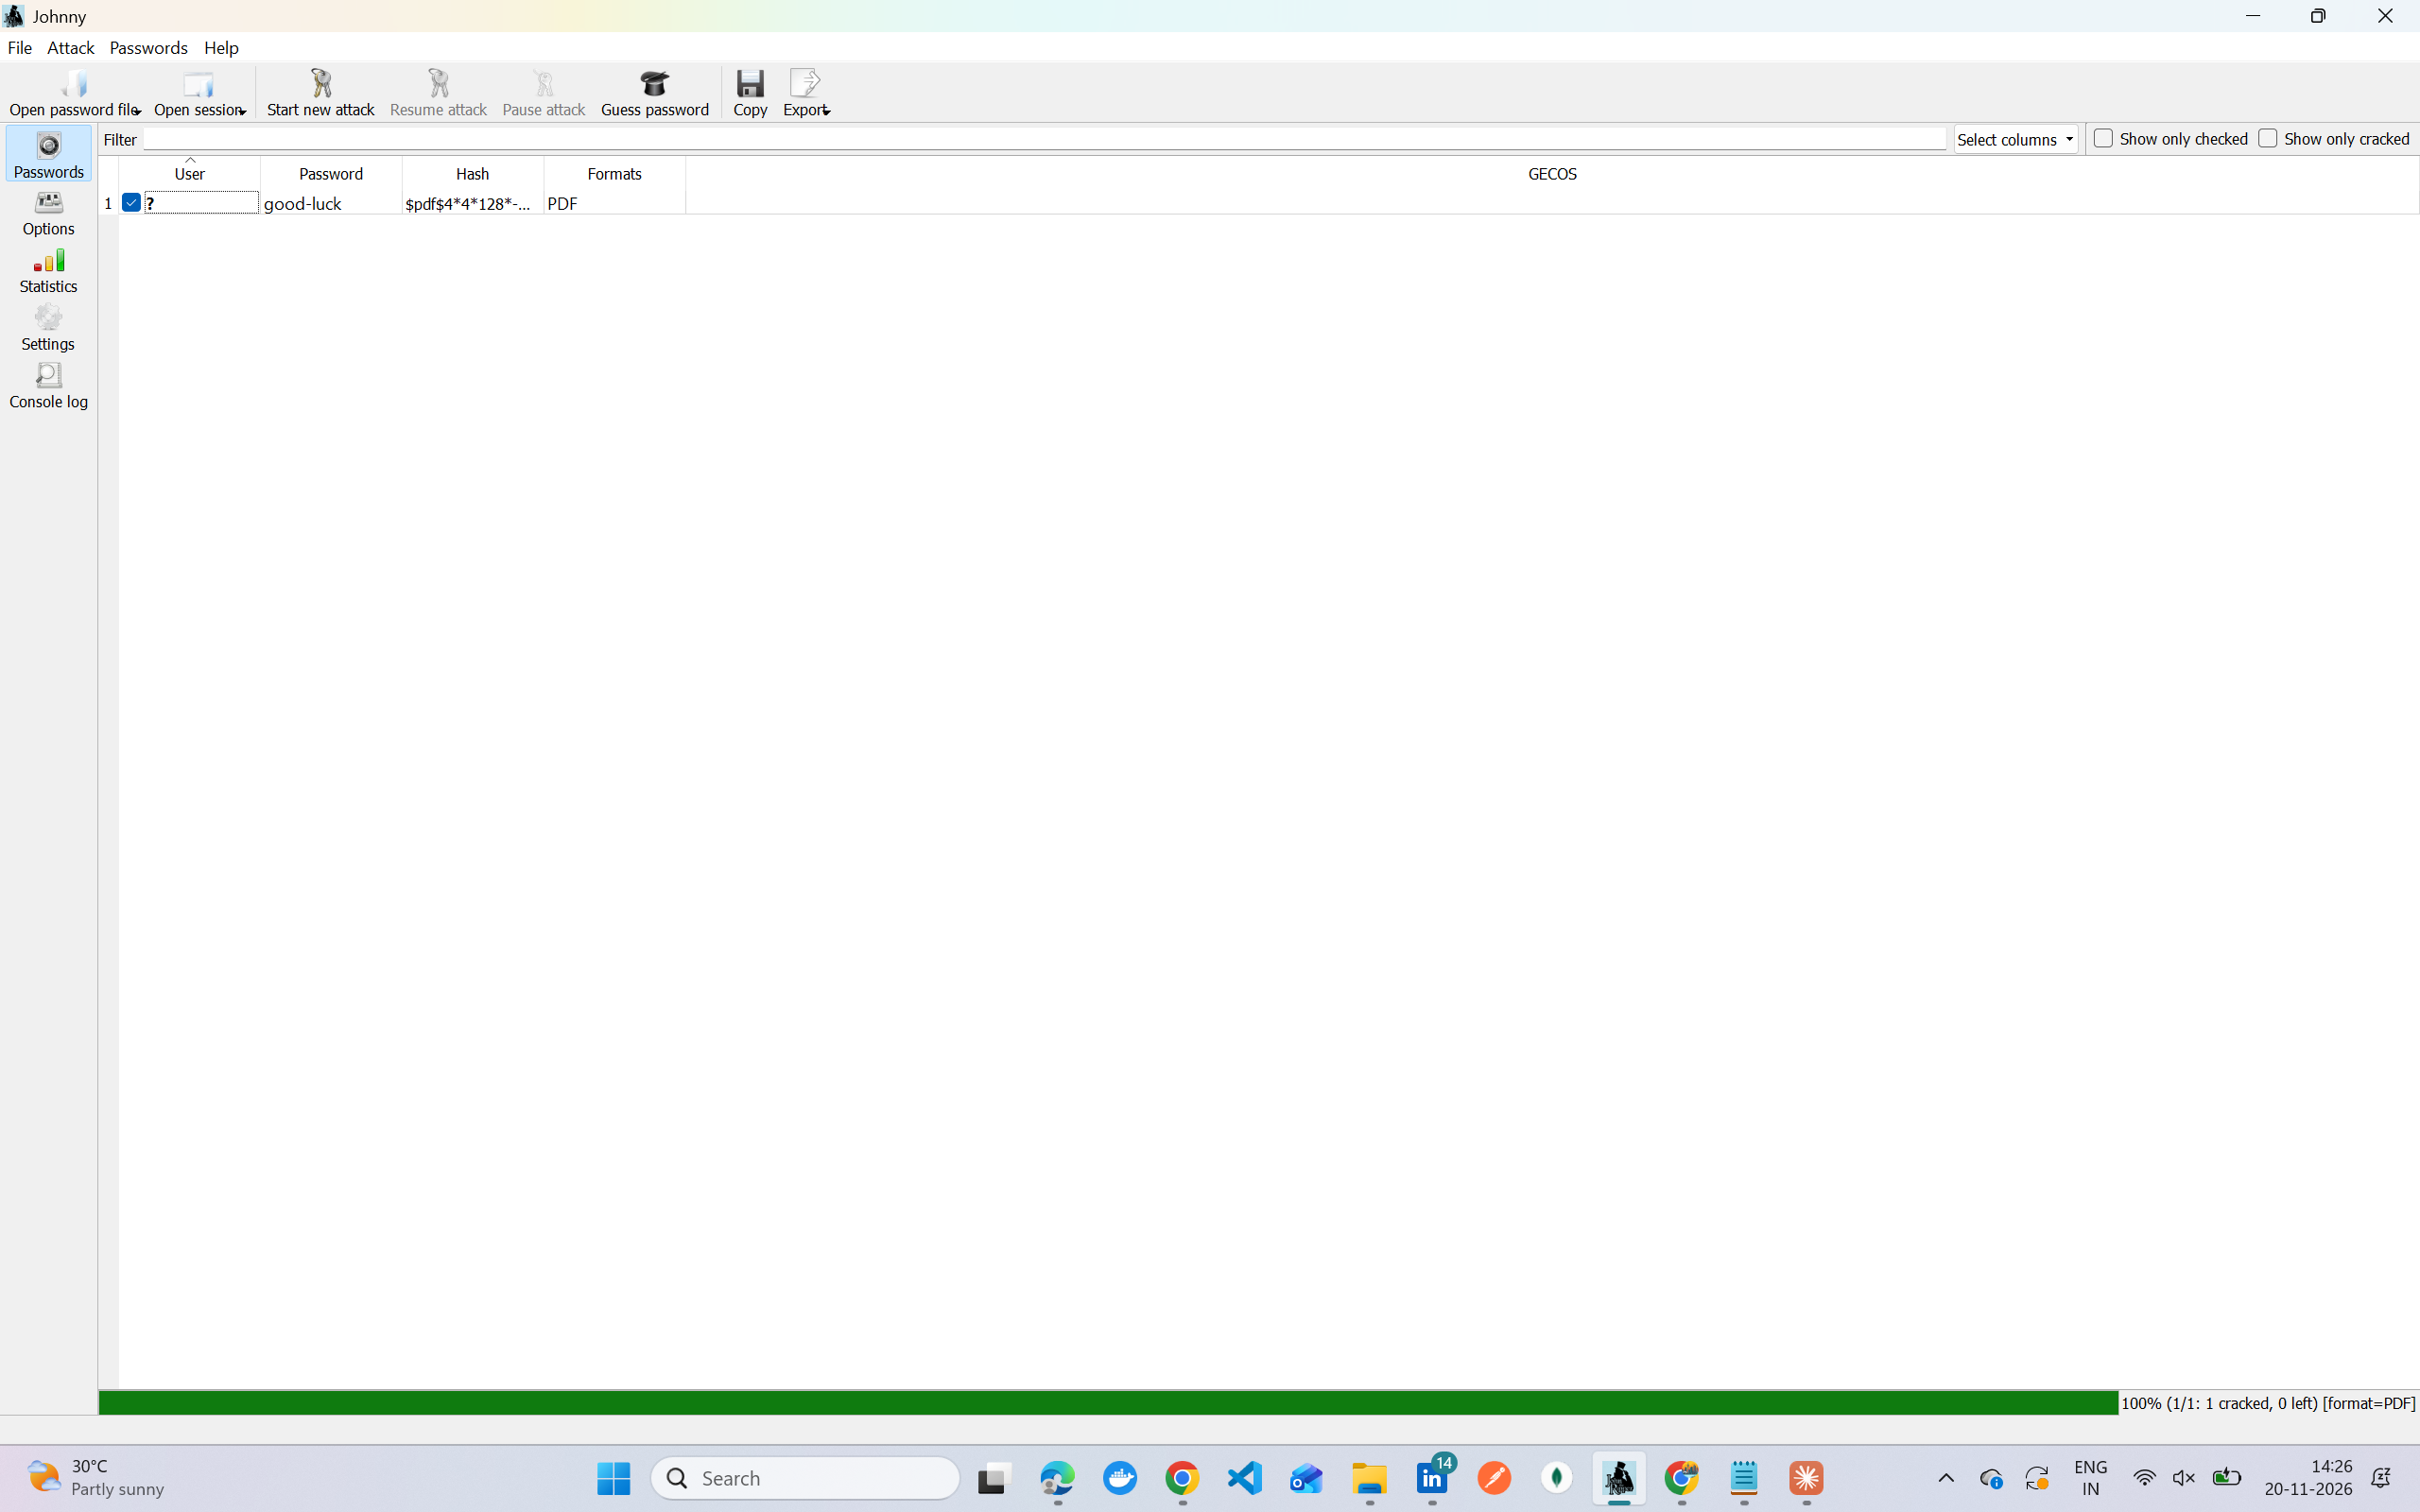 Johnny
File Attack Passwords Help
Open password file Open session Start new attack Resume attack Pause attack Guess password Copy Export
Filter Select columns Show only checked Show only cracked
Passwords
Options
Statistics
Settings
Console log
User Password Hash Formats GECOS
1 ? good-luck $pdf$4*4*128*-... PDF
100% (1/1: 1 cracked, 0 left) [format=PDF]
30°C
Partly sunny
Search
14
ENG
IN
14:26
20-11-2026